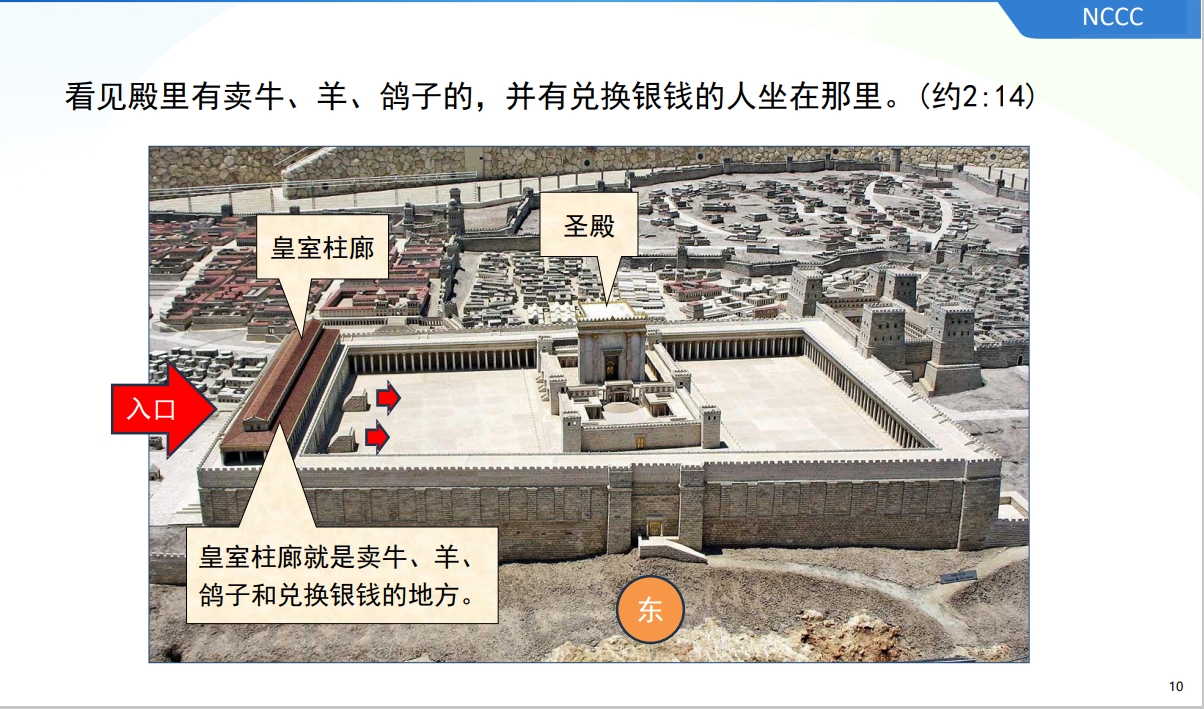 NCCC
看见殿里有卖牛、羊、鸽子的，并有兑换银钱的人坐在那里。(约2:14)
圣殿
皇室柱廊
入口
皇室柱廊就是卖牛、羊、
鸽子和兑换银钱的地方。
东
10